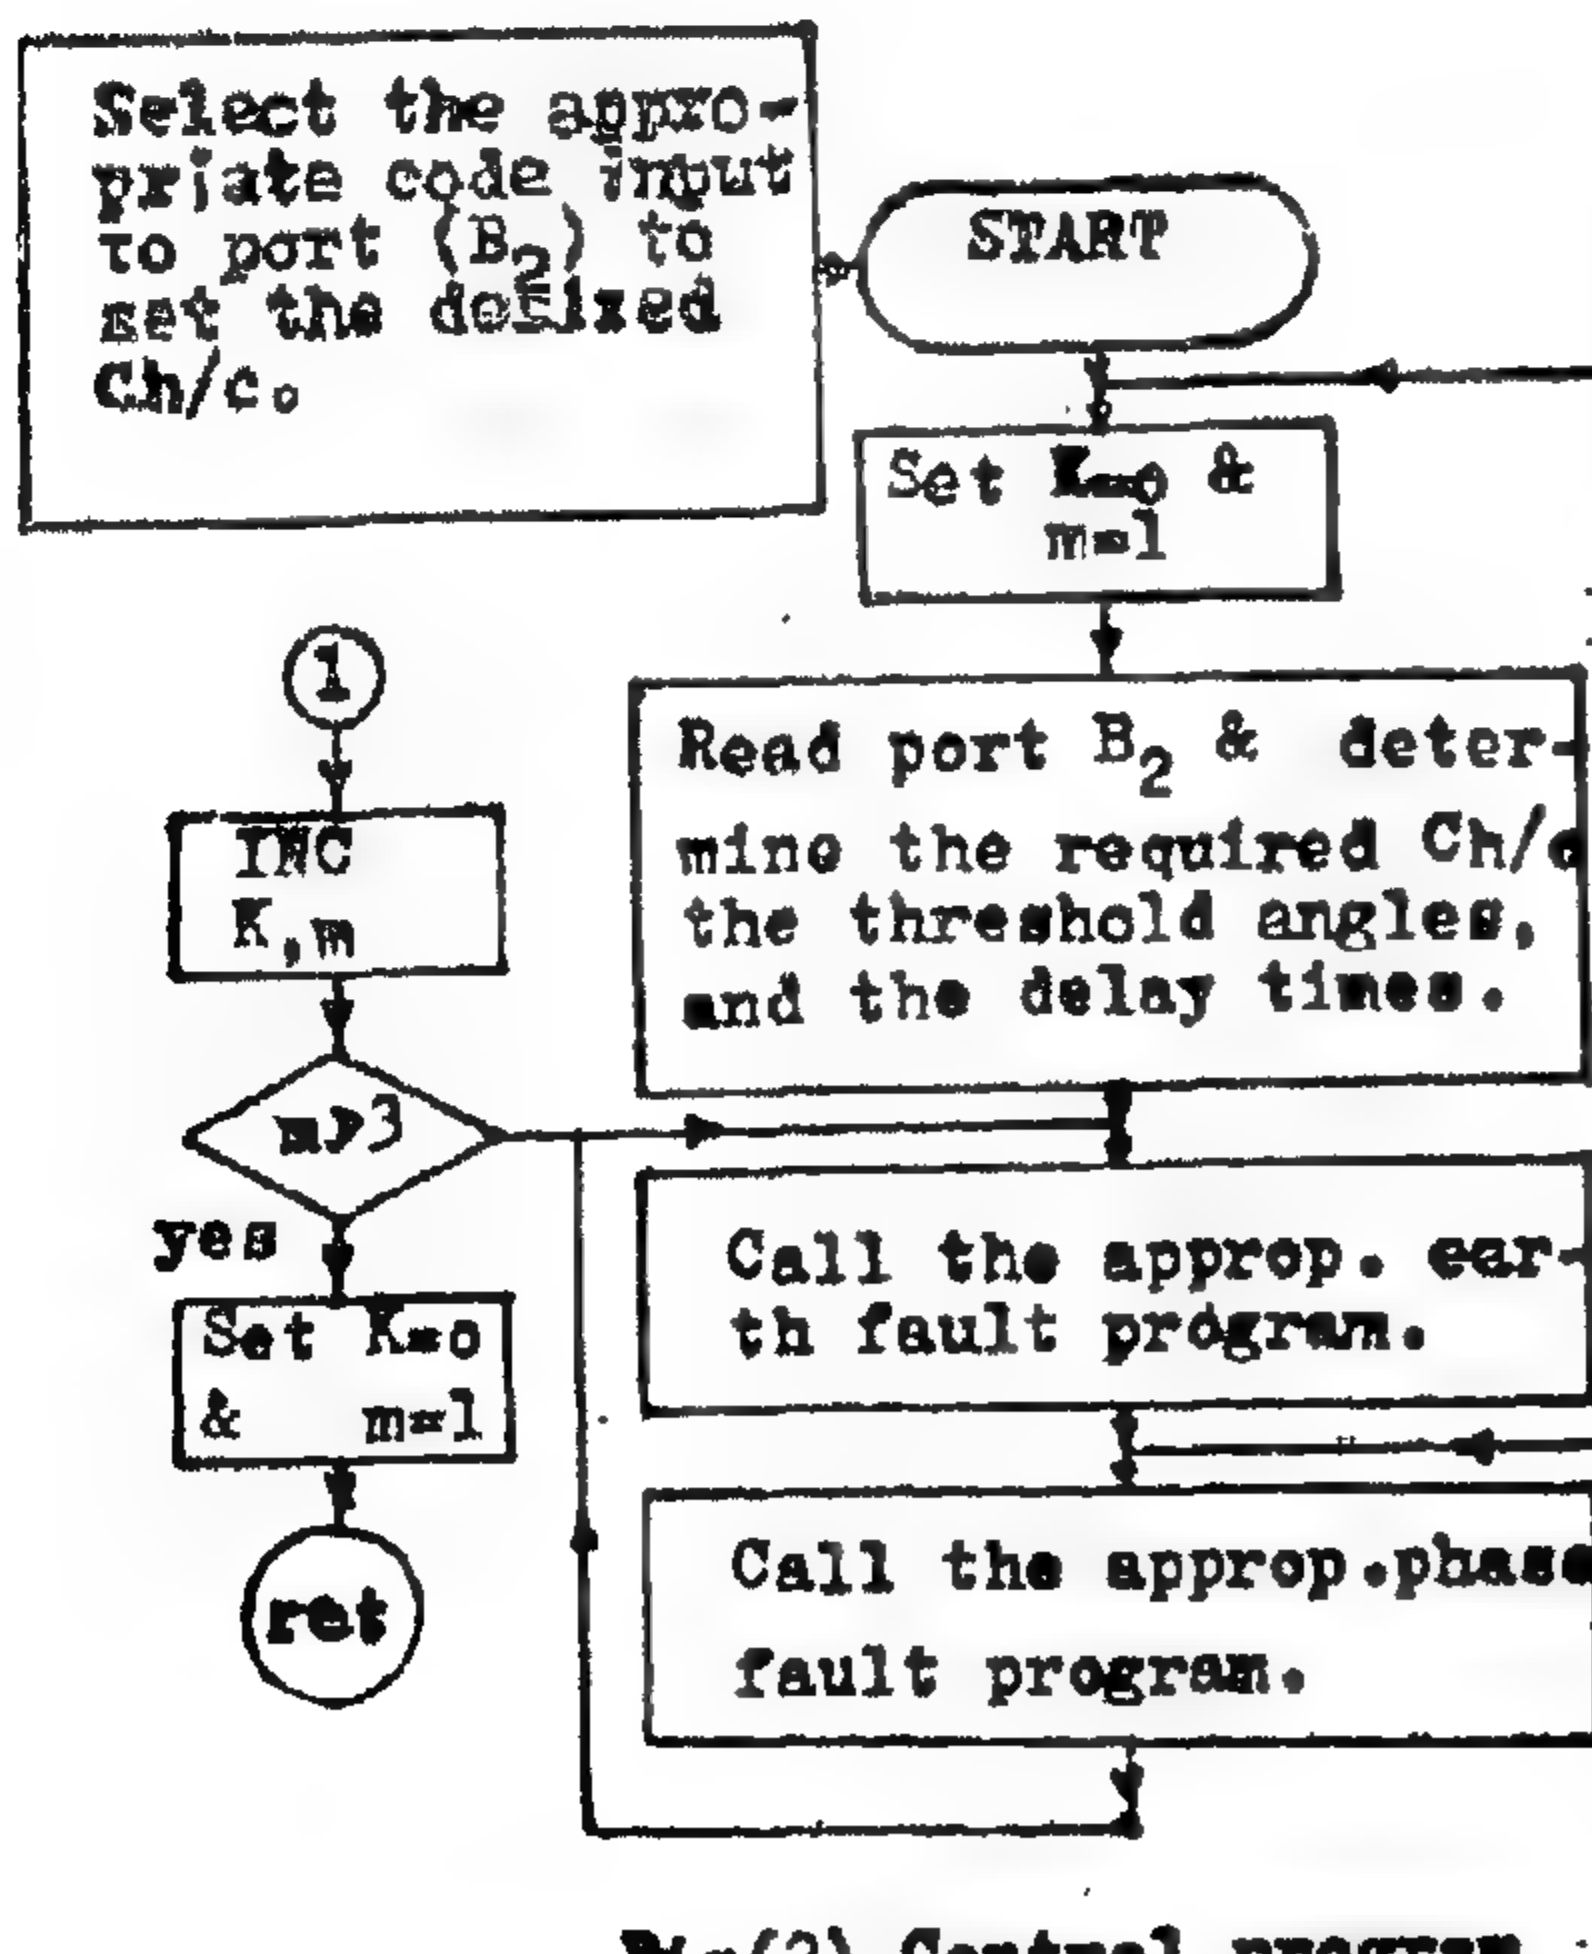 Select the appro-
priate code input
to port (B2) to
set the desired
Ch/c.
START
Set K=o &
m=1
1
INC
K,m
m>3
yes
Set K=o
& m=1
ret
Read port B2 & deter-
mine the required Ch/c
the threshold angles,
and the delay times.
Call the approp. ear-
th fault program.
Call the approp.phase
fault program.
Control program